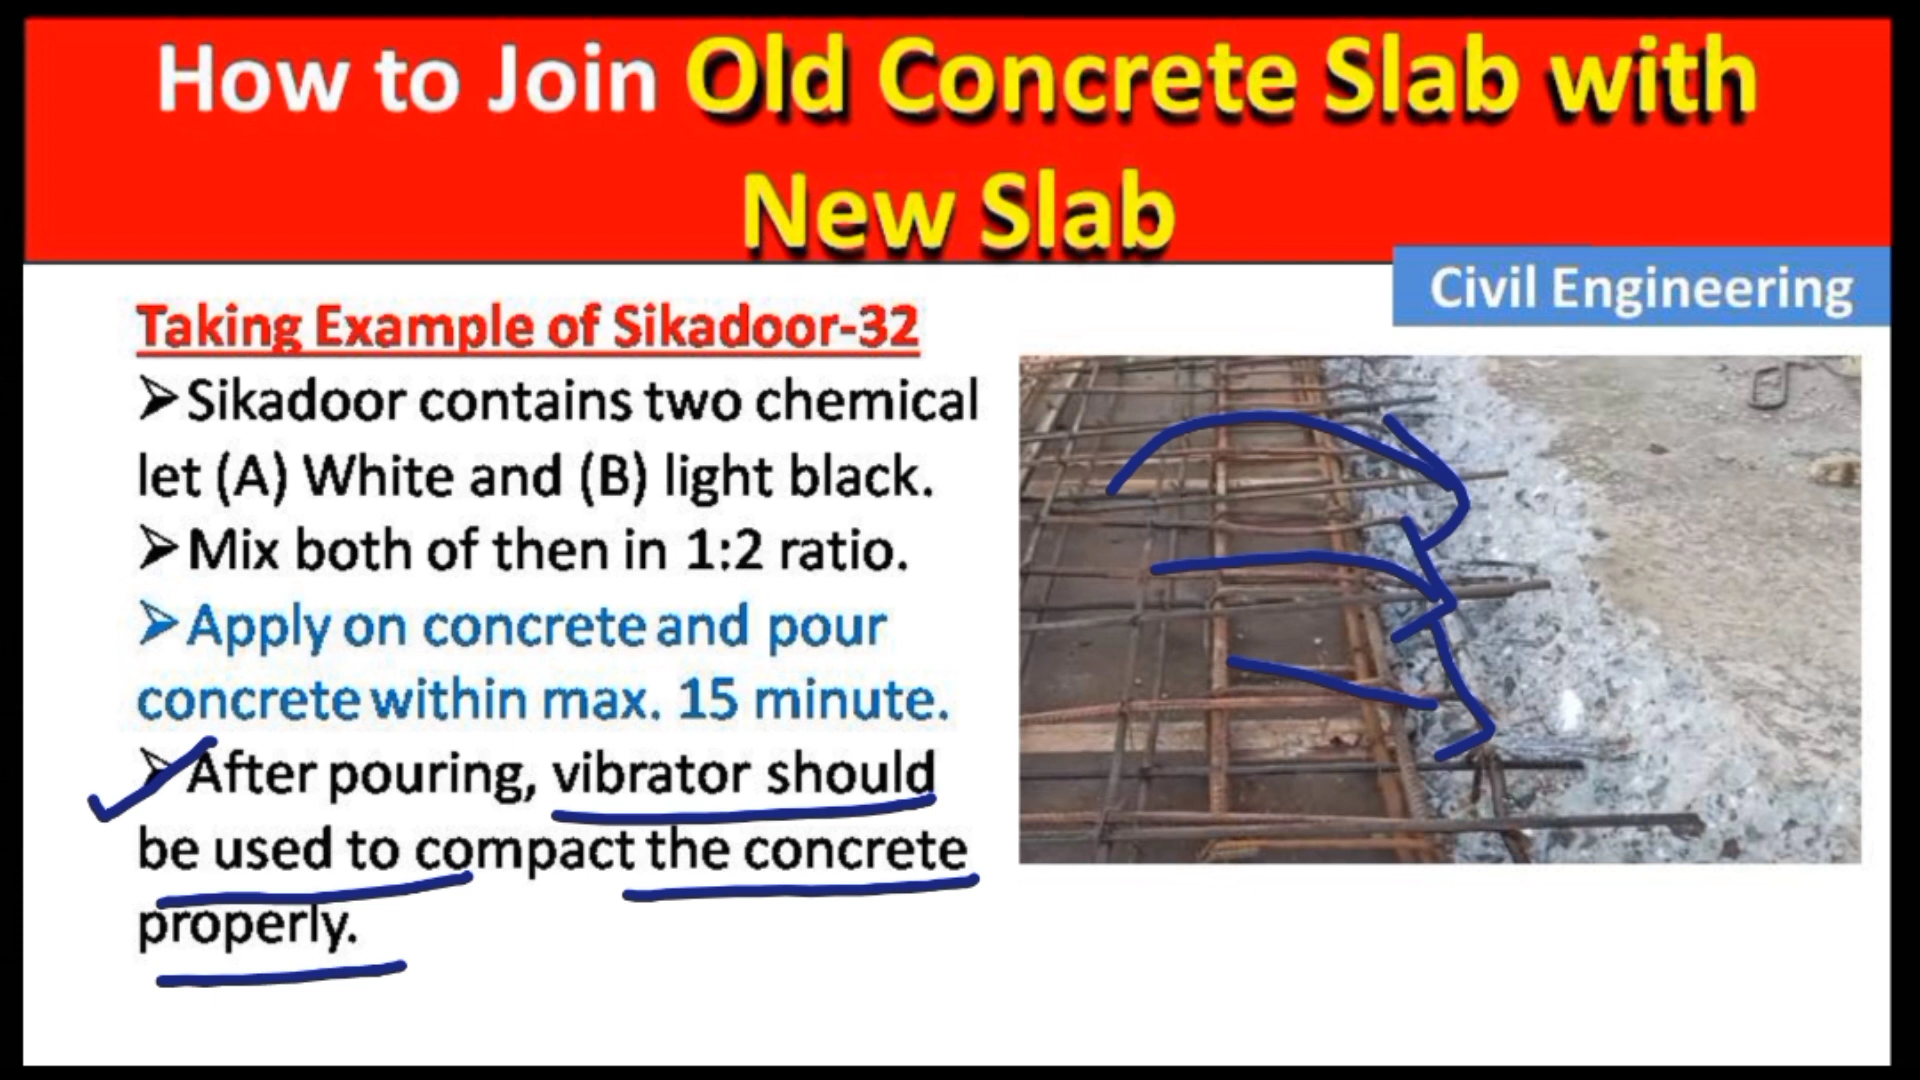 How to Join Old Concrete Slab with
New Slab
Civil Engineering
Taking Example of Sikadoor-32
➢Sikadoor contains two chemical
let (A) White and (B) light black.
➢Mix both of then in 1:2 ratio.
➢Apply on concrete and pour
concrete within max. 15 minute.
➢After pouring, vibrator should
be used to compact the concrete
properly.